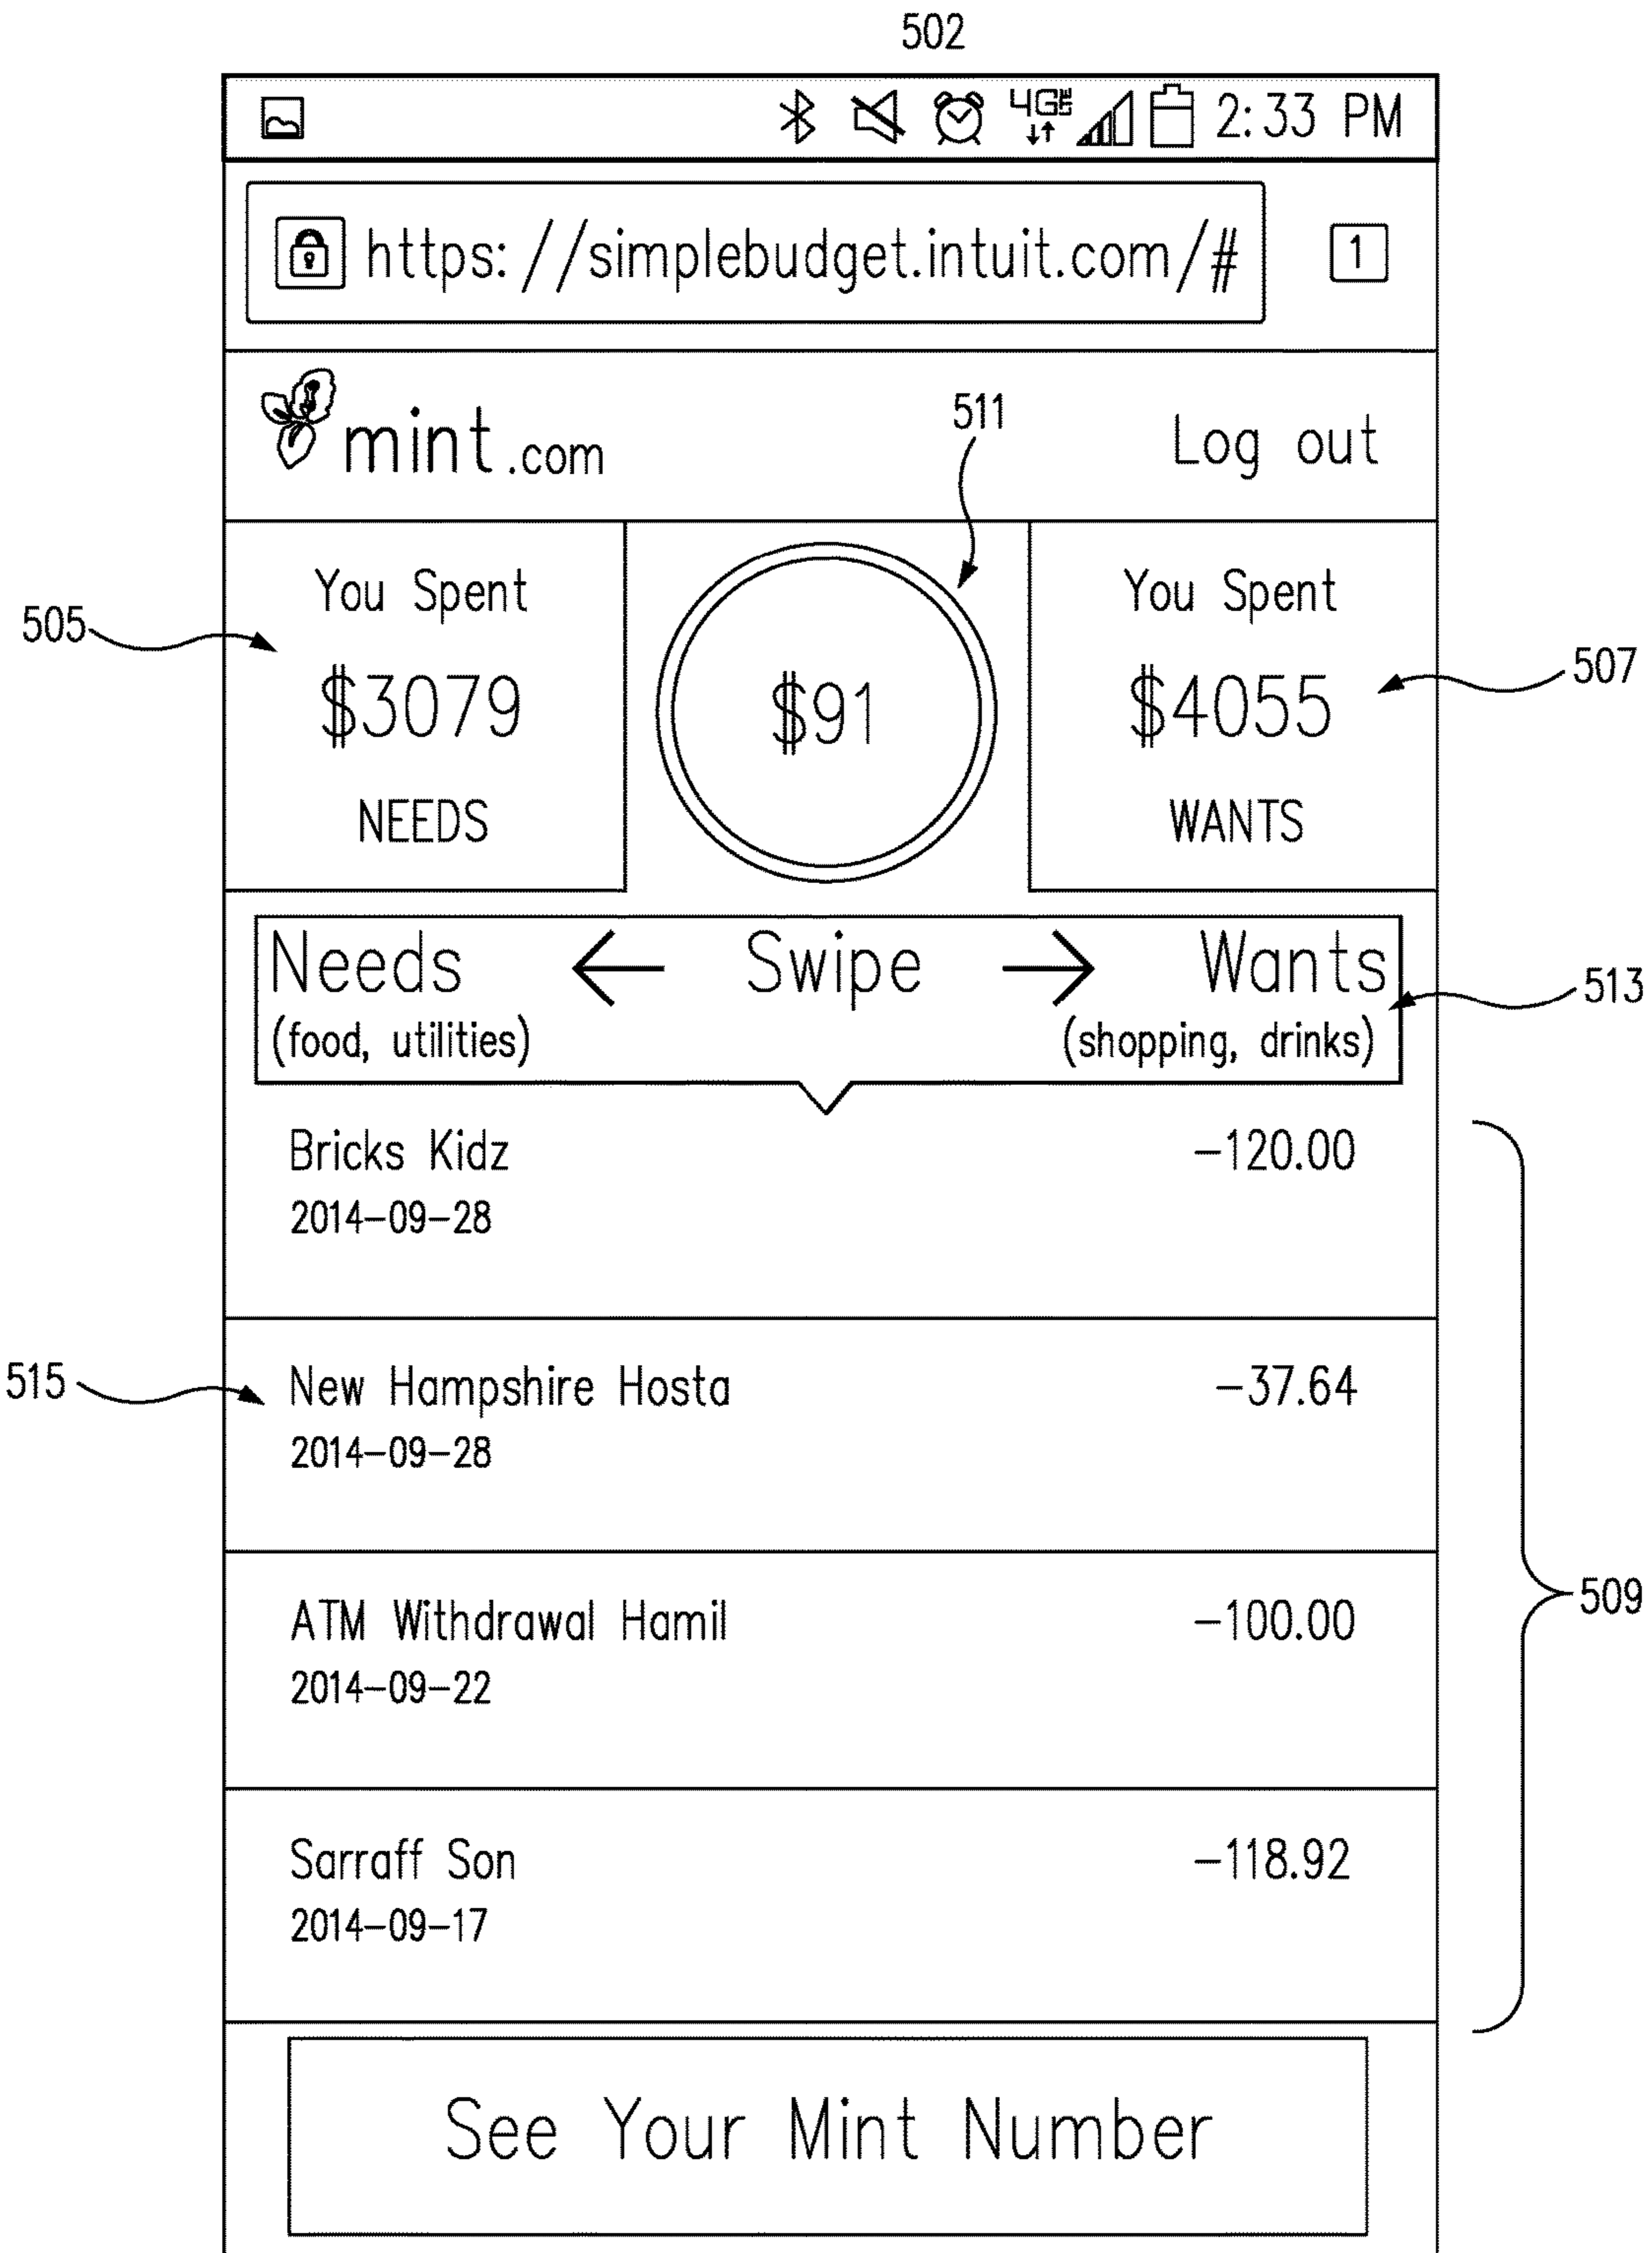 502
4G LTE 2:33 PM
https://simplebudget.intuit.com/#
1
mint.com
Log out
511
505
You Spent
$3079
NEEDS
$91
You Spent
$4055
WANTS
507
Needs ← Swipe → Wants
(food, utilities) (shopping, drinks)
513
Bricks Kidz -120.00
2014-09-28
515
New Hampshire Hosta -37.64
2014-09-28
ATM Withdrawal Hamil -100.00
2014-09-22
509
Sarraff Son -118.92
2014-09-17
See Your Mint Number